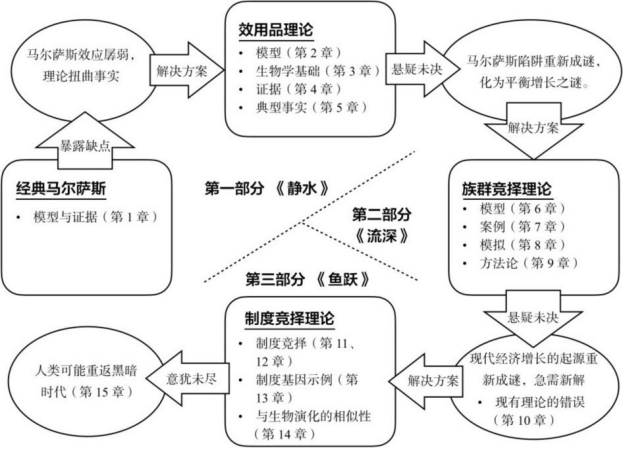 经典马尔萨斯
• 模型与证据（第 1 章）
暴露缺点
马尔萨斯效应孱弱，
理论扭曲事实
解决方案
效用品理论
• 模型（第 2 章）
• 生物学基础（第 3 章）
• 证据（第 4 章）
• 典型事实（第 5 章）
悬疑未决
马尔萨斯陷阱重新成谜，
化为平衡增长之谜。
解决方案
第一部分《静水》
第二部分
《流深》
第三部分《鱼跃》
族群竞择理论
• 模型（第 6 章）
• 案例（第 7 章）
• 模拟（第 8 章）
• 方法论（第 9 章）
悬疑未决
现代经济增长的起源重
新成谜，急需新解
• 现有理论的错误
（第 10 章）
解决方案
制度竞择理论
• 制度竞择（第 11、
12 章）
• 制度基因示例（第
13 章）
• 与生物演化的相似性
（第 14 章）
意犹未尽
人类可能重返黑暗
时代（第 15 章）